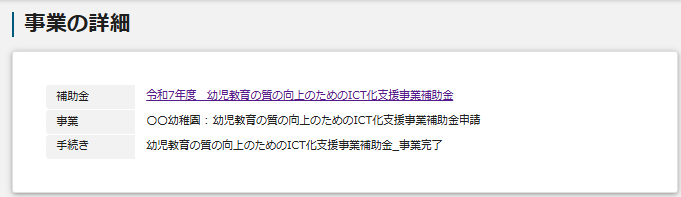 事業の詳細
補助金 令和7年度　幼児教育の質の向上のためのICT化支援事業補助金
事業 〇〇幼稚園：幼児教育の質の向上のためのICT化支援事業補助金申請
手続き 幼児教育の質の向上のためのICT化支援事業補助金_事業完了